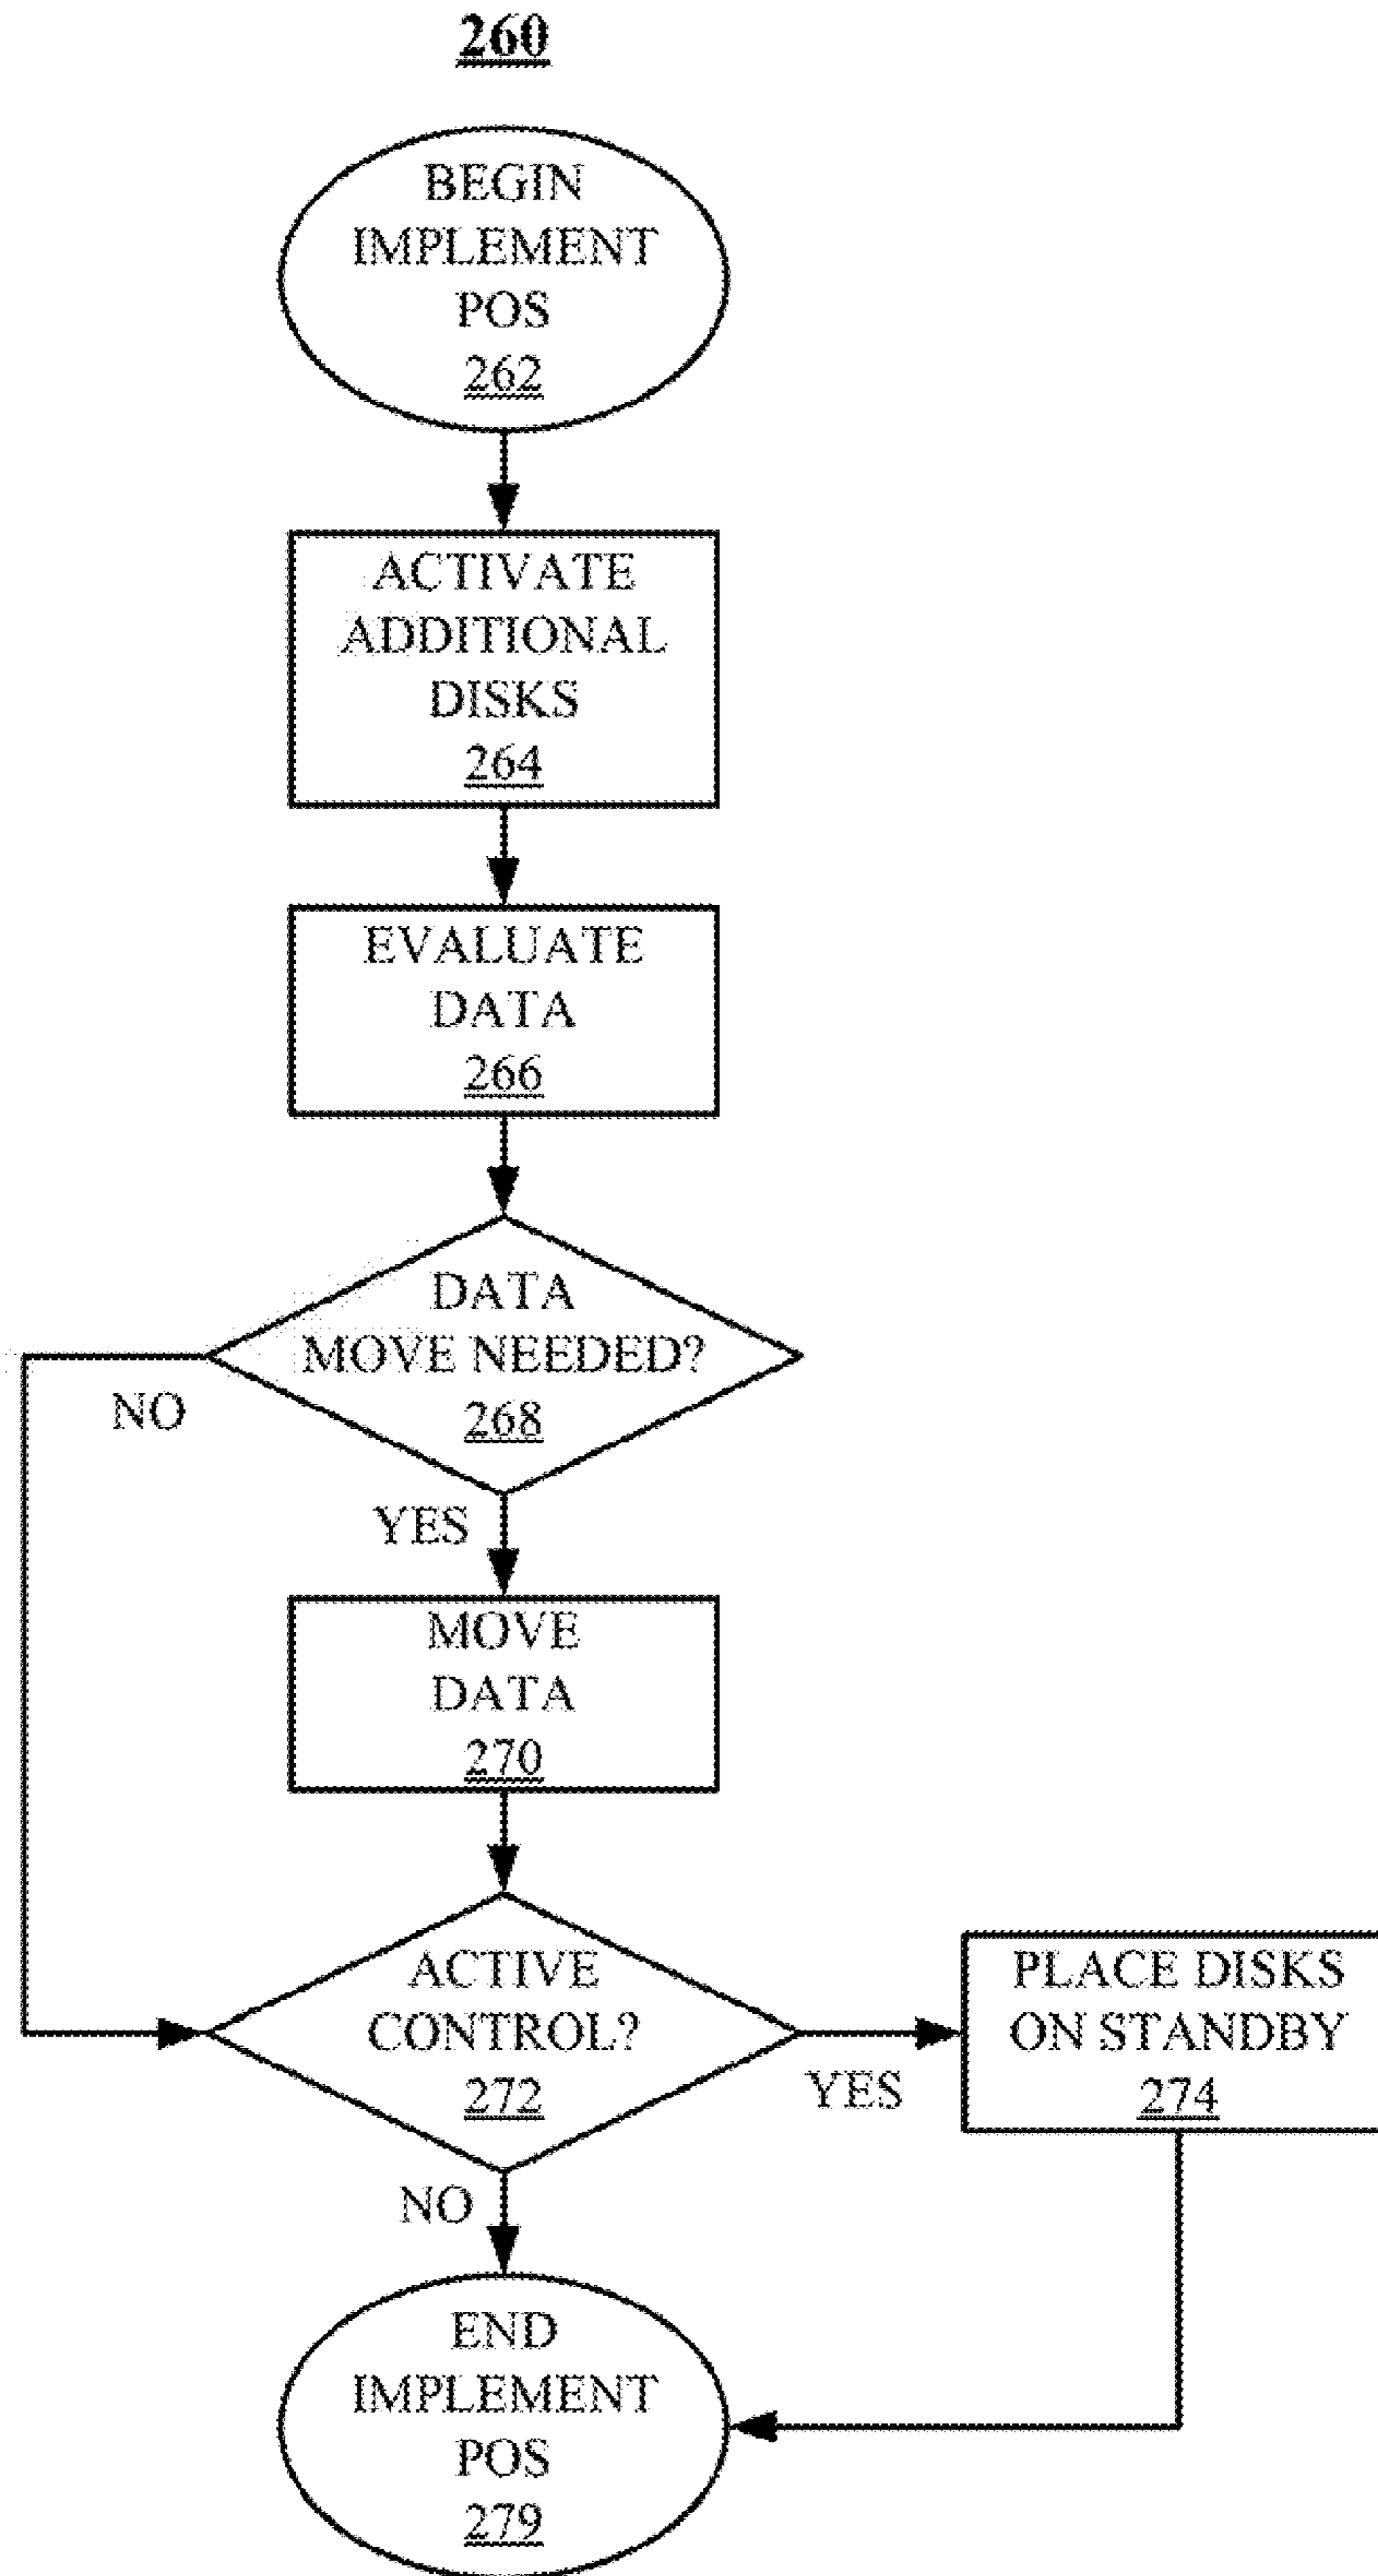 260
BEGIN
IMPLEMENT
POS
262
ACTIVATE
ADDITIONAL
DISKS
264
EVALUATE
DATA
266
DATA
MOVE NEEDED?
268
NO
YES
MOVE
DATA
270
ACTIVE
CONTROL?
272
YES
PLACE DISKS
ON STANDBY
274
NO
END
IMPLEMENT
POS
279